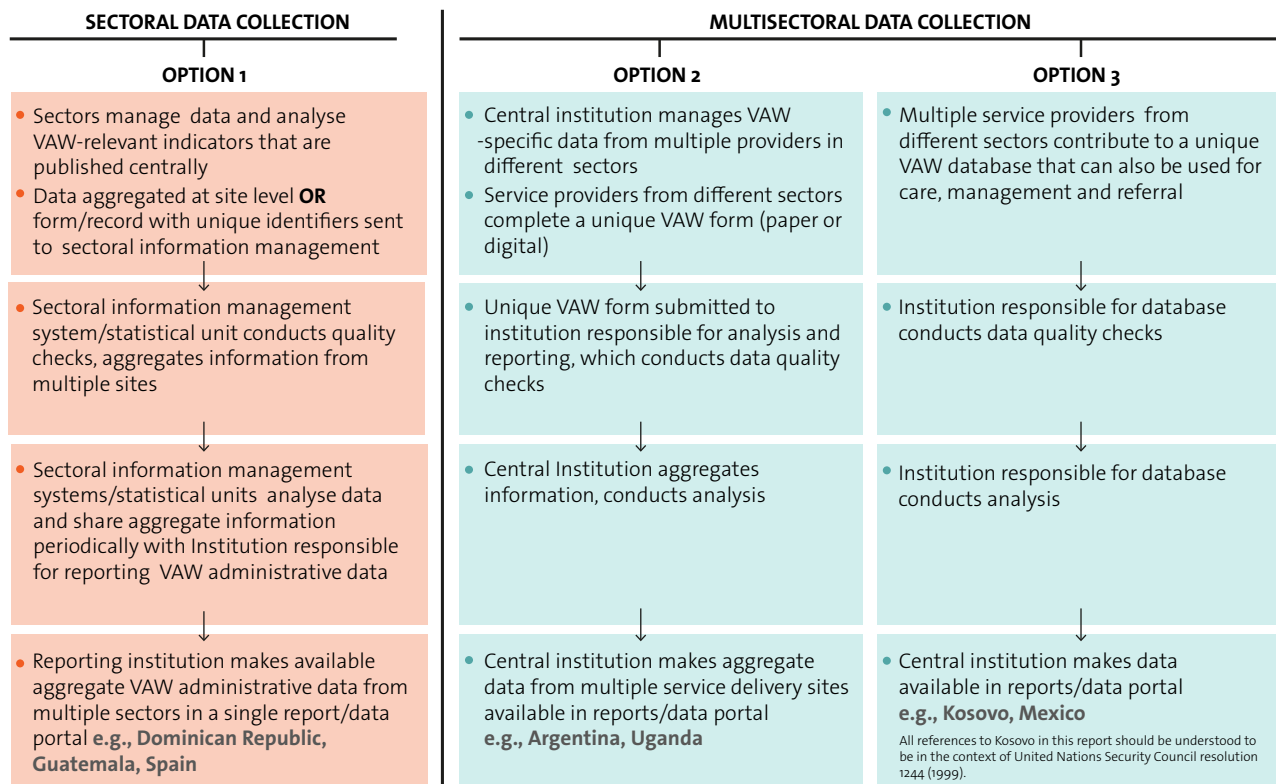 SECTORAL DATA COLLECTION
OPTION 1
• Sectors manage data and analyse
VAW-relevant indicators that are
published centrally
• Data aggregated at site level OR
form/record with unique identifiers sent
to sectoral information management
• Sectoral information management
system/statistical unit conducts quality
checks, aggregates information from
multiple sites
• Sectoral information management
systems/statistical units analyse data
and share aggregate information
periodically with Institution responsible
for reporting VAW administrative data
• Reporting institution makes available
aggregate VAW administrative data from
multiple sectors in a single report/data
portal e.g., Dominican Republic,
Guatemala, Spain
MULTISECTORAL DATA COLLECTION
OPTION 2
• Central institution manages VAW
-specific data from multiple providers in
different sectors
• Service providers from different sectors
complete a unique VAW form (paper or
digital)
• Unique VAW form submitted to
institution responsible for analysis and
reporting, which conducts data quality
checks
• Central Institution aggregates
information, conducts analysis
• Central institution makes aggregate
data from multiple service delivery sites
available in reports/data portal
e.g., Argentina, Uganda
OPTION 3
• Multiple service providers from
different sectors contribute to a unique
VAW database that can also be used for
care, management and referral
• Institution responsible for database
conducts data quality checks
• Institution responsible for database
conducts analysis
• Central institution makes data
available in reports/data portal
e.g., Kosovo, Mexico
All references to Kosovo in this report should be understood to
be in the context of United Nations Security Council resolution
1244 (1999).